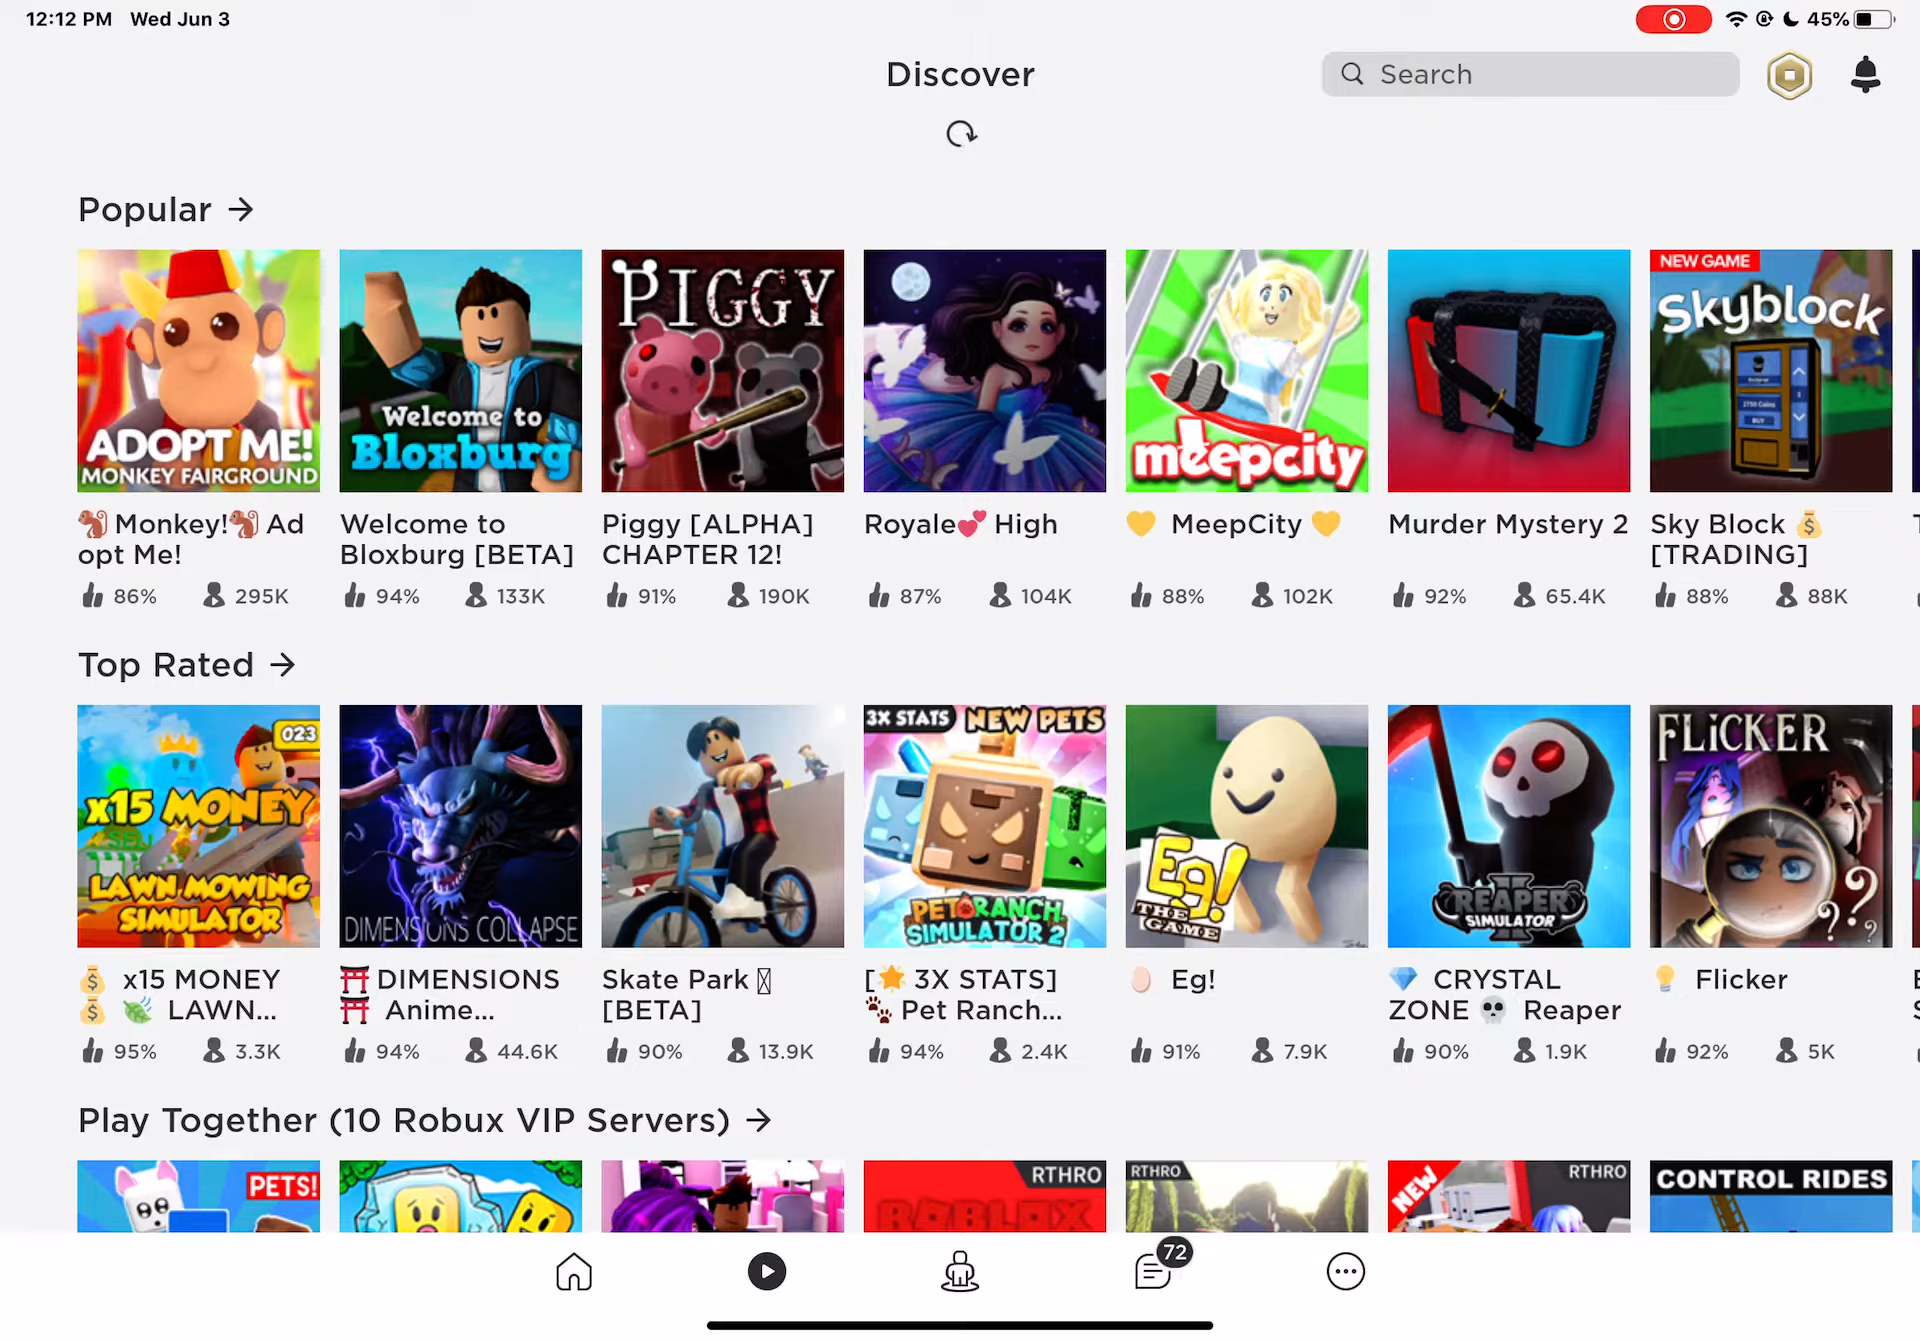 12:12 PM Wed Jun 3
45%
Discover
Search
Popular →
ADOPT ME!
MONKEY FAIRGROUND
Welcome to
Bloxburg
PIGGY
meepcity
NEW GAME
Skyblock
2750 Coins
BUY
🐒Monkey!🐒Ad
opt Me!
86% 295K
Welcome to
Bloxburg [BETA]
94% 133K
Piggy [ALPHA]
CHAPTER 12!
91% 190K
Royale💕 High
87% 104K
💛 MeepCity 💛
88% 102K
Murder Mystery 2
92% 65.4K
Sky Block 💰
[TRADING]
88% 88K
Top Rated →
023
x15 MONEY
SELL
LAWN MOWING
SIMULATOR
DIMENSIONS COLLAPSE
3X STATS NEW PETS
PET RANCH
SIMULATOR 2
Eg!
THE
GAME
REAPER
II
SIMULATOR
FLiCKER
???
💰 x15 MONEY
💰 🍃 LAWN...
95% 3.3K
⛩️DIMENSIONS
⛩️ Anime...
94% 44.6K
Skate Park
[BETA]
90% 13.9K
[🌟 3X STATS]
🐾 Pet Ranch...
94% 2.4K
🥚 Eg!
91% 7.9K
💎 CRYSTAL
ZONE 💀 Reaper
90% 1.9K
💡 Flicker
92% 5K
Play Together (10 Robux VIP Servers) →
PETS!
RTHRO
ROBLOX
RTHRO
NEW
RTHRO
CONTROL RIDES
72